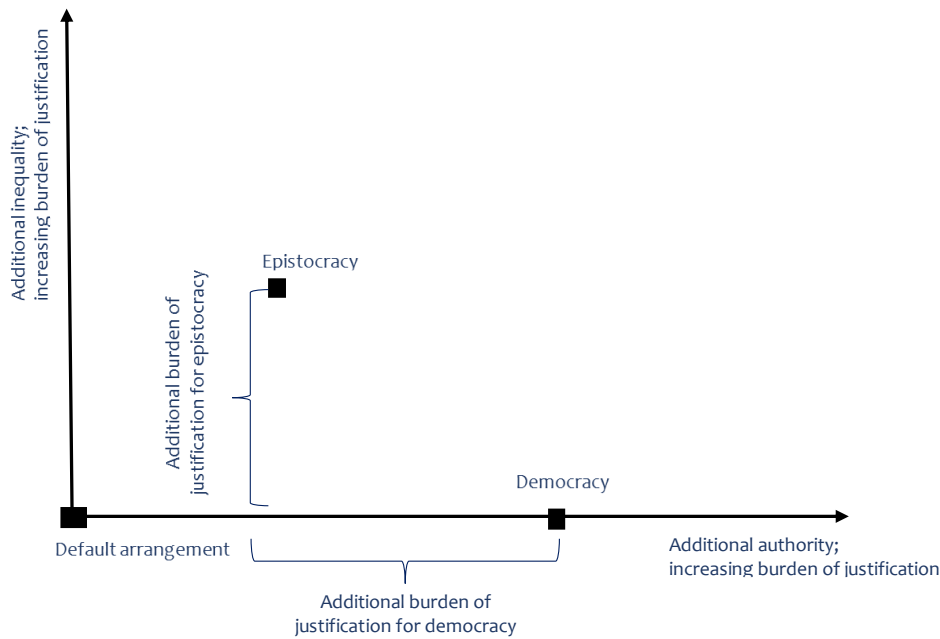 Additional inequality;
increasing burden of justification
Epistocracy
Additional burden of
justification for epistocracy
Democracy
Default arrangement
Additional authority;
increasing burden of justification
Additional burden of
justification for democracy